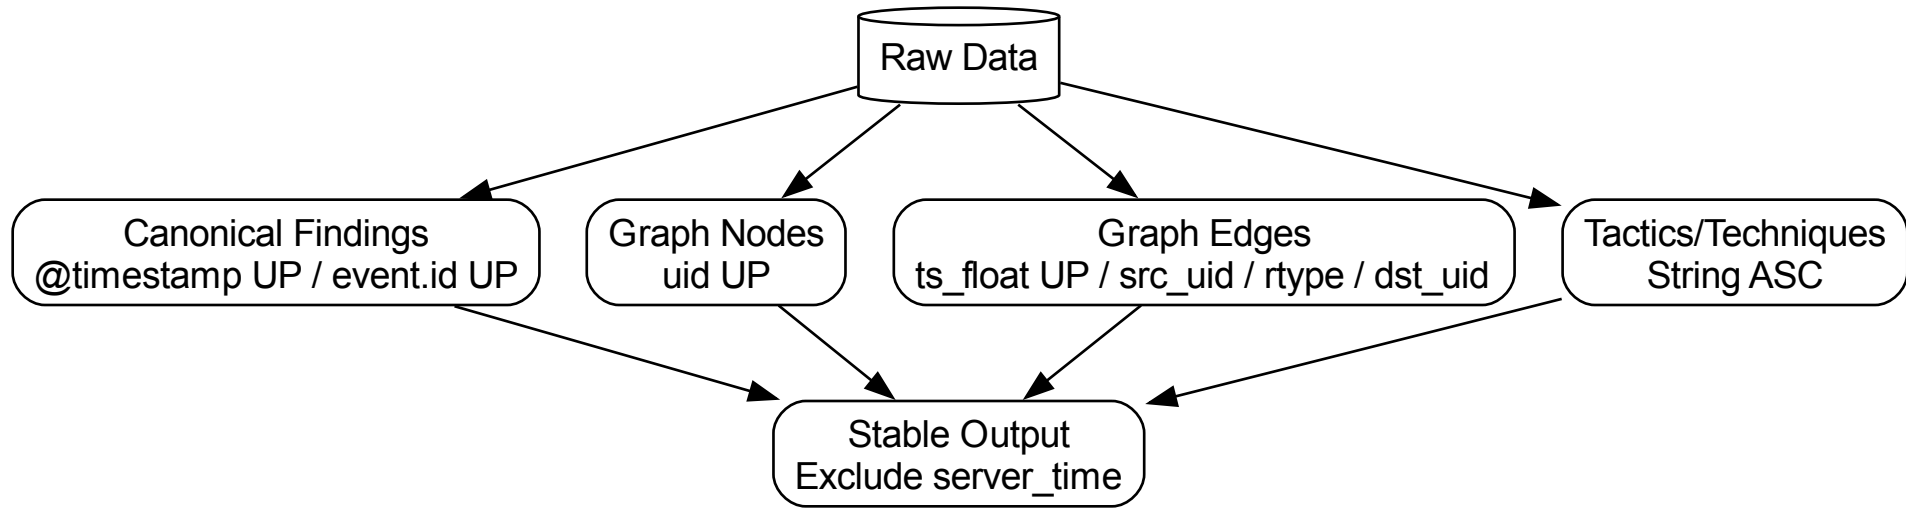 Raw Data
Canonical Findings
@timestamp UP / event.id UP
Graph Nodes
uid UP
Graph Edges
ts_float UP / src_uid / rtype / dst_uid
Tactics/Techniques
String ASC
Stable Output
Exclude server_time